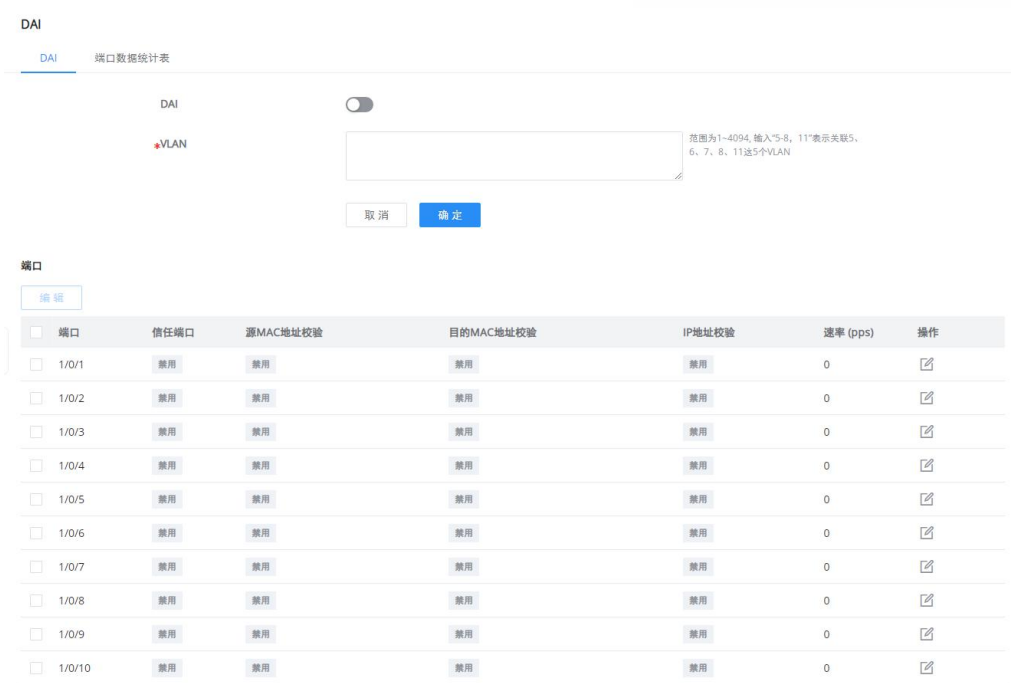 DAI
DAI 端口数据统计表
DAI
*VLAN
范围为1~4094, 输入"5-8，11"表示关联5、
6、7、8、11这5个VLAN
取 消 确 定
端口
编 辑
端口 信任端口 源MAC地址校验 目的MAC地址校验 IP地址校验 速率 (pps) 操作
1/0/1 禁用 禁用 禁用 禁用 0
1/0/2 禁用 禁用 禁用 禁用 0
1/0/3 禁用 禁用 禁用 禁用 0
1/0/4 禁用 禁用 禁用 禁用 0
1/0/5 禁用 禁用 禁用 禁用 0
1/0/6 禁用 禁用 禁用 禁用 0
1/0/7 禁用 禁用 禁用 禁用 0
1/0/8 禁用 禁用 禁用 禁用 0
1/0/9 禁用 禁用 禁用 禁用 0
1/0/10 禁用 禁用 禁用 禁用 0